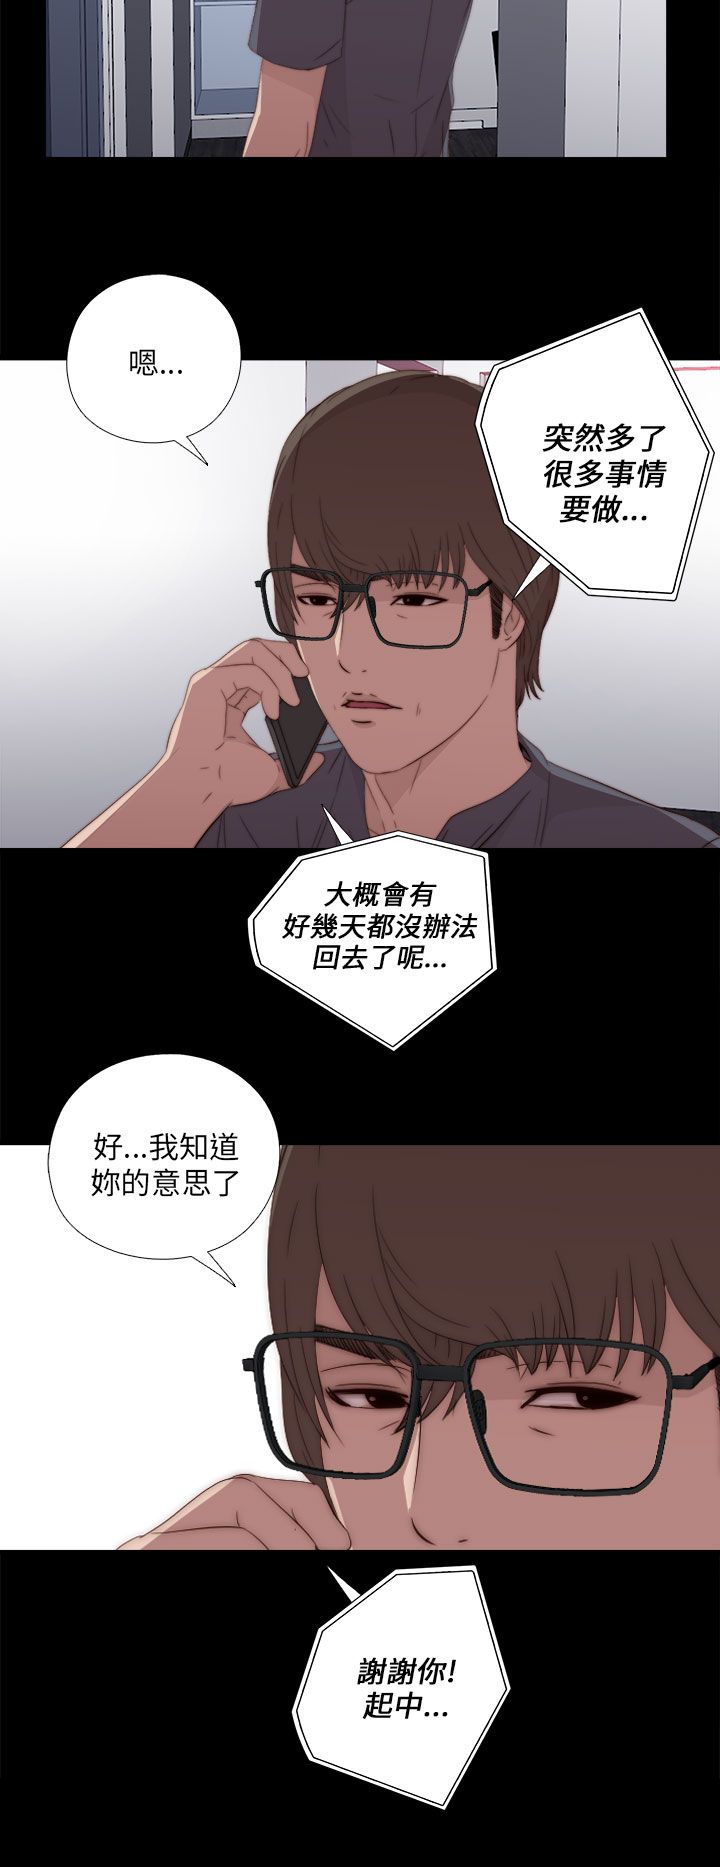 嗯...
突然多了
很多事情
要做...
大概會有
好幾天都沒辦法
回去了呢...
好...我知道
妳的意思了
謝謝你!
起中...